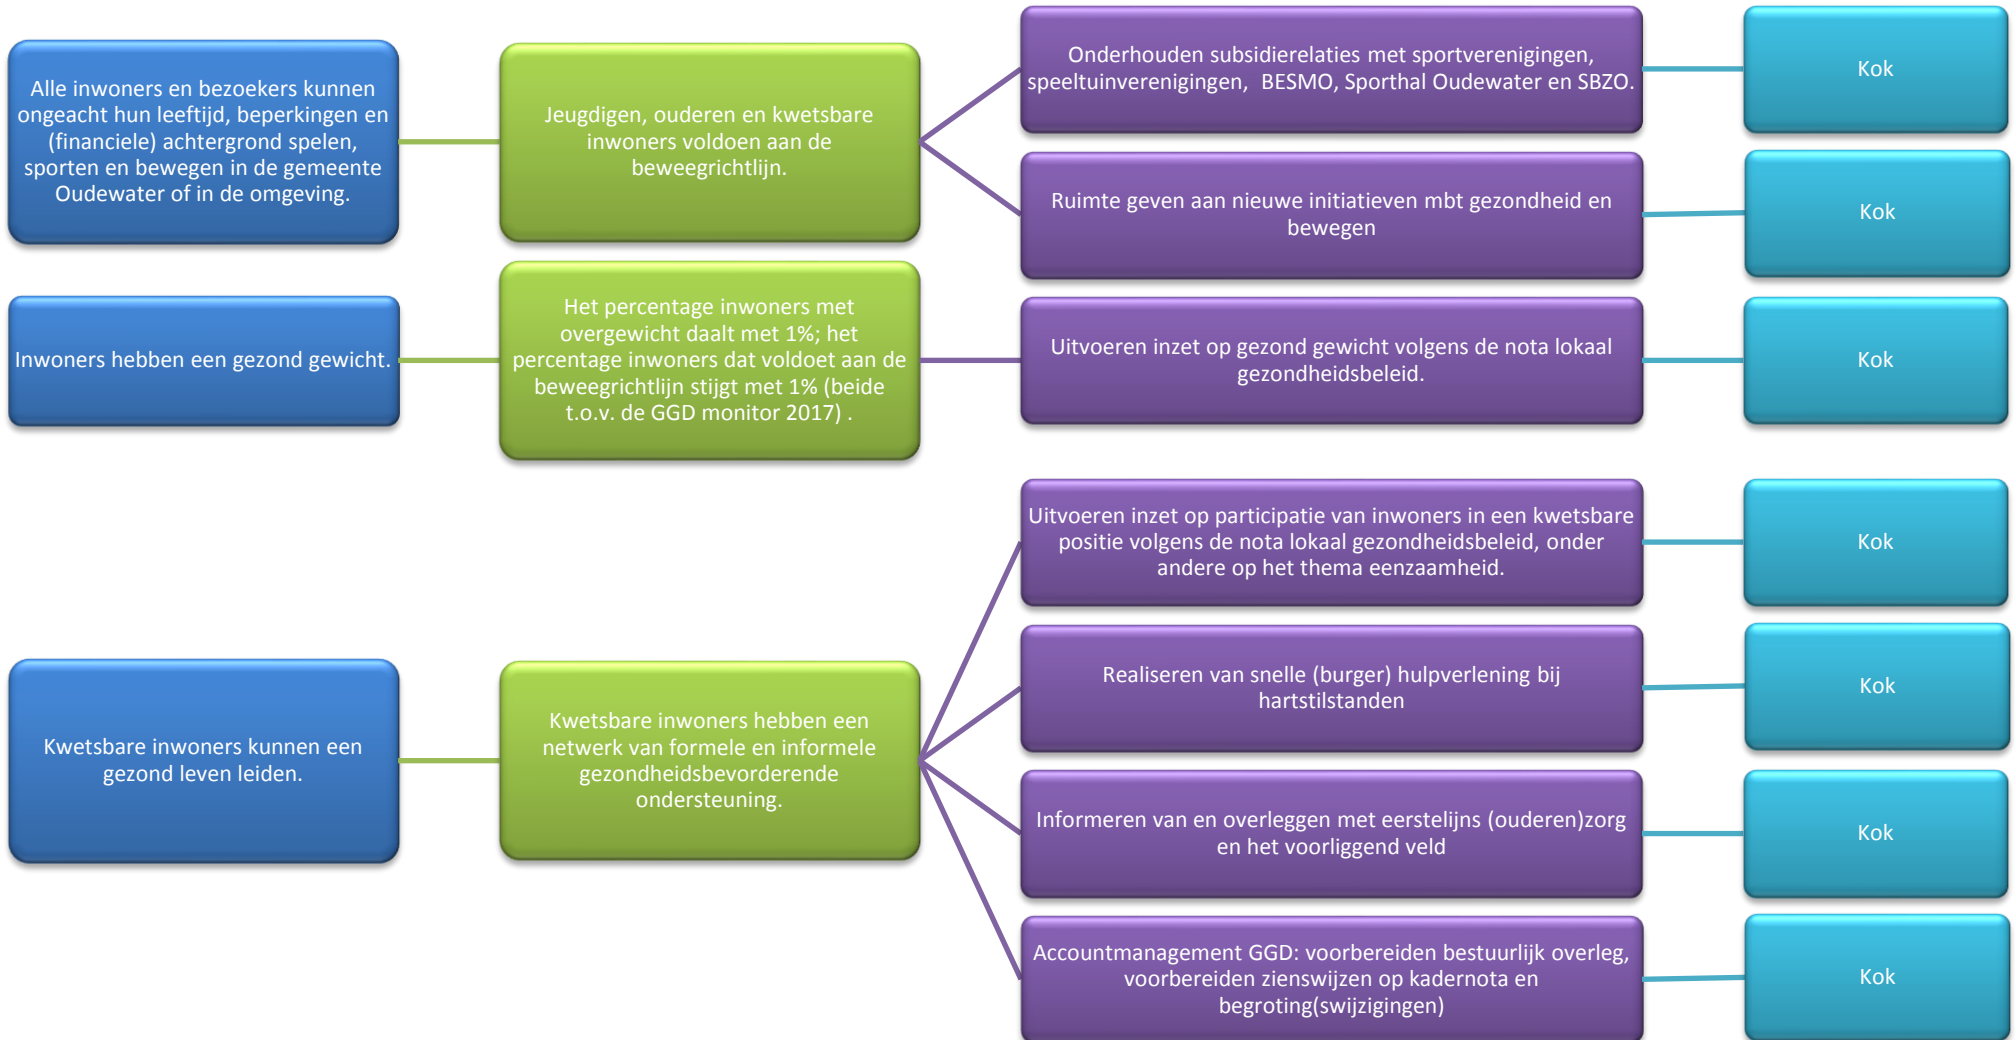 Alle inwoners en bezoekers kunnen
ongeacht hun leeftijd, beperkingen en
(financiele) achtergrond spelen,
sporten en bewegen in de gemeente
Oudewater of in de omgeving.
Jeugdigen, ouderen en kwetsbare
inwoners voldoen aan de
beweegrichtlijn.
Onderhouden subsidierelaties met sportverenigingen,
speeltuinverenigingen, BESMO, Sporthal Oudewater en SBZO.
Kok
Ruimte geven aan nieuwe initiatieven mbt gezondheid en
bewegen
Kok
Inwoners hebben een gezond gewicht.
Het percentage inwoners met
overgewicht daalt met 1%; het
percentage inwoners dat voldoet aan de
beweegrichtlijn stijgt met 1% (beide
t.o.v. de GGD monitor 2017) .
Uitvoeren inzet op gezond gewicht volgens de nota lokaal
gezondheidsbeleid.
Kok
Kwetsbare inwoners kunnen een
gezond leven leiden.
Kwetsbare inwoners hebben een
netwerk van formele en informele
gezondheidsbevorderende
ondersteuning.
Uitvoeren inzet op participatie van inwoners in een kwetsbare
positie volgens de nota lokaal gezondheidsbeleid, onder
andere op het thema eenzaamheid.
Kok
Realiseren van snelle (burger) hulpverlening bij
hartstilstanden
Kok
Informeren van en overleggen met eerstelijns (ouderen)zorg
en het voorliggend veld
Kok
Accountmanagement GGD: voorbereiden bestuurlijk overleg,
voorbereiden zienswijzen op kadernota en
begroting(swijzigingen)
Kok